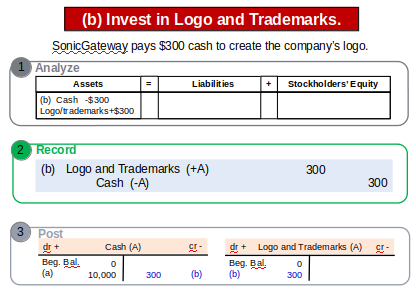 (b) Invest in Logo and Trademarks.
SonicGateway pays $300 cash to create the company's logo.
1 Analyze
Assets = Liabilities + Stockholders' Equity
(b) Cash -$300
Logo/trademarks+$300
2 Record
(b) Logo and Trademarks (+A) 300
Cash (-A) 300
3 Post
dr + Cash (A) cr - dr + Logo and Trademarks (A) cr -
Beg. Bal. 0 Beg. Bal. 0
(a) 10,000 300 (b) (b) 300